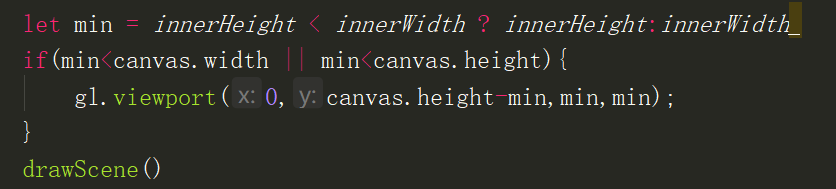 let min = innerHeight < innerWidth ? innerHeight:innerWidth_
if(min<canvas.width || min<canvas.height){
gl.viewport( x: 0, y: canvas.height-min,min,min);
}
drawScene()